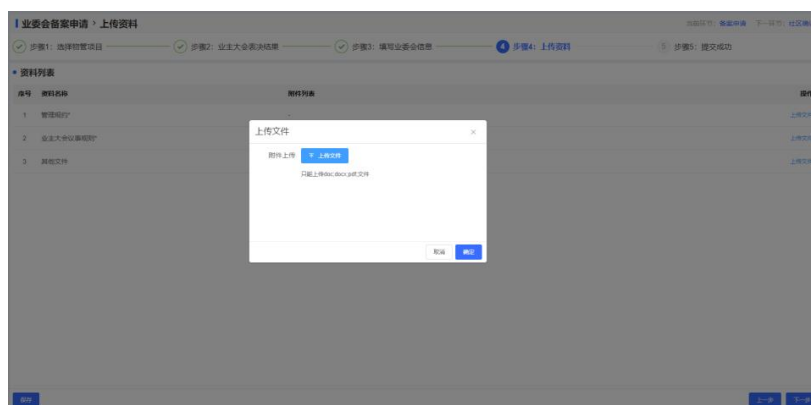 业委会备案申请 > 上传资料
当前环节：备案申请 下一环节：社区
步骤1：选择物管项目
步骤2：业主大会表决结果
步骤3：填写业委会信息
4 步骤4：上传资料
5 步骤5：提交成功
资料列表
序号 资料名称 附件列表 操作
1 管理规约* - 上传文件
2 业主大会议事规则* 上传文件
3 其他文件 上传文件
上传文件 ×
附件上传 上传文件
只能上传doc,docx,pdf,文件
取消 确定
保存 上一步 下一步